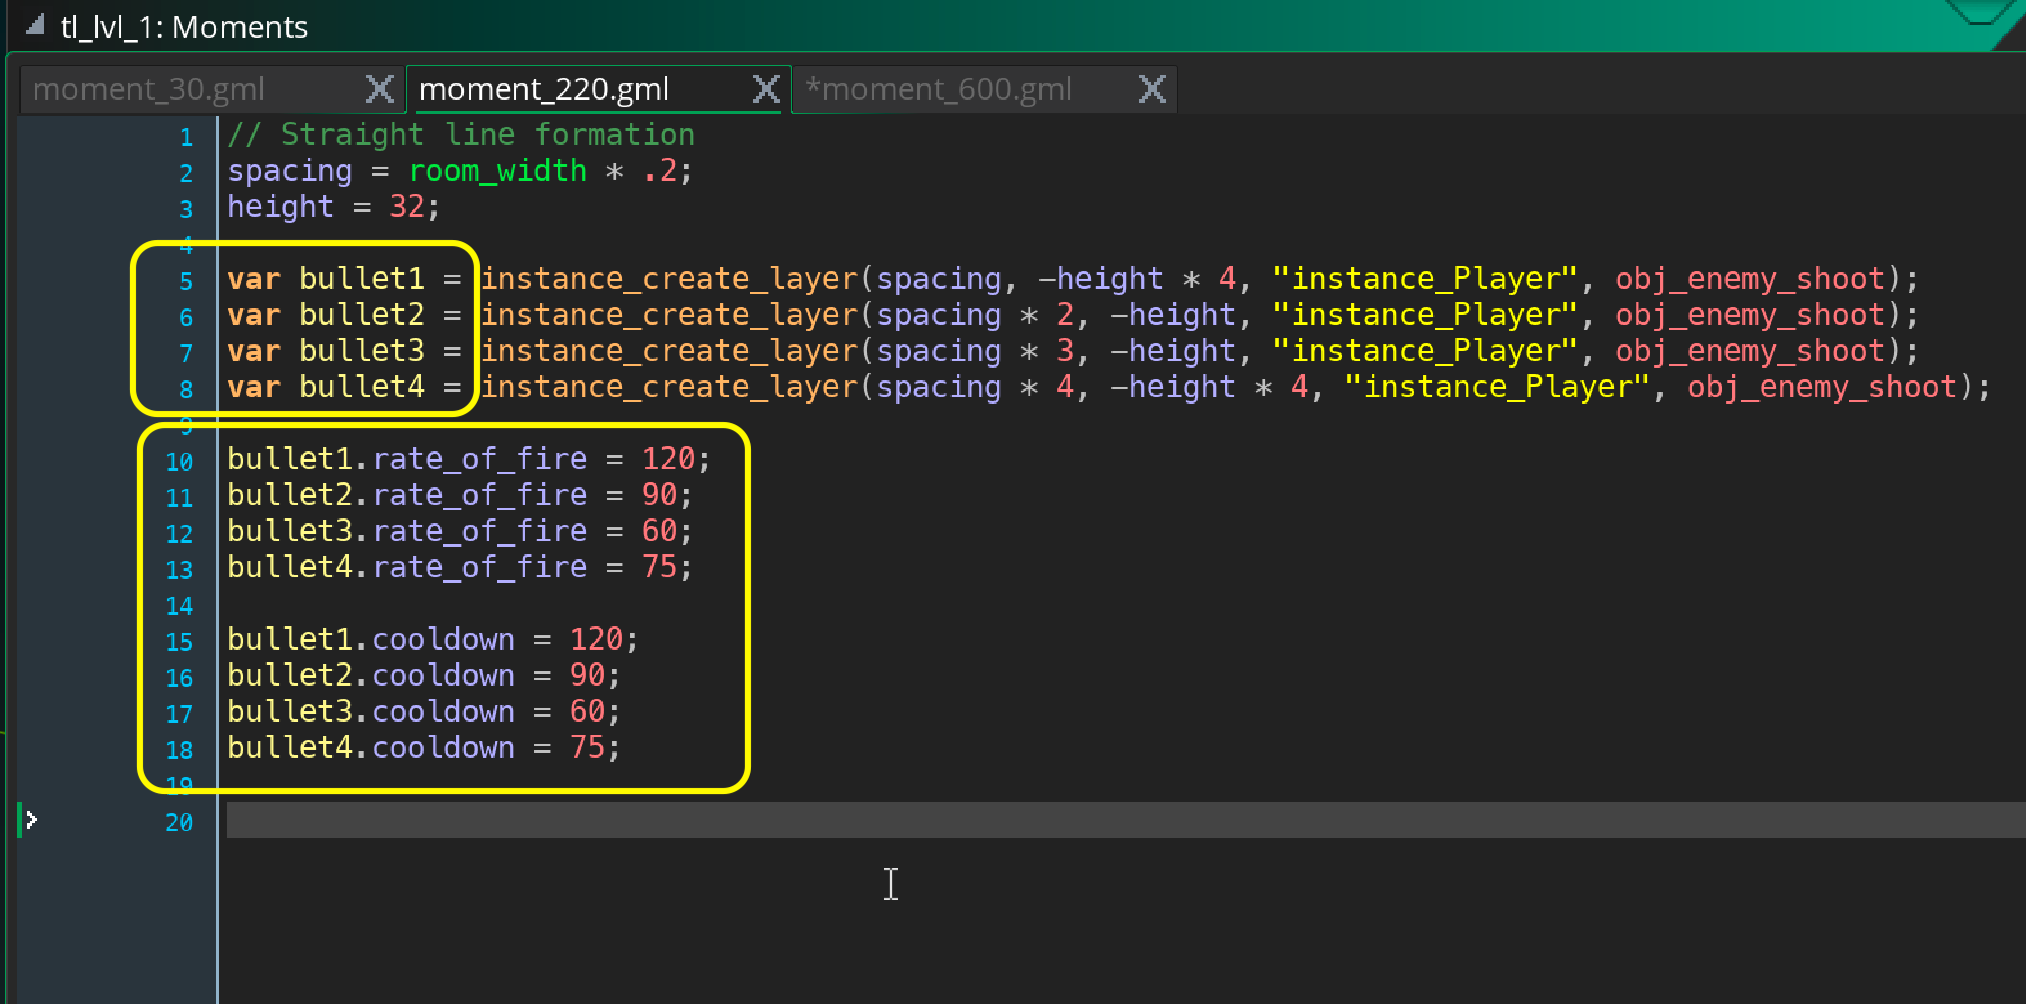 tl_lvl_1: Moments
moment_30.gml moment_220.gml *moment_600.gml
1 // Straight line formation
2 spacing = room_width * .2;
3 height = 32;
4
5 var bullet1 = instance_create_layer(spacing, -height * 4, "instance_Player", obj_enemy_shoot);
6 var bullet2 = instance_create_layer(spacing * 2, -height, "instance_Player", obj_enemy_shoot);
7 var bullet3 = instance_create_layer(spacing * 3, -height, "instance_Player", obj_enemy_shoot);
8 var bullet4 = instance_create_layer(spacing * 4, -height * 4, "instance_Player", obj_enemy_shoot);
9
10 bullet1.rate_of_fire = 120;
11 bullet2.rate_of_fire = 90;
12 bullet3.rate_of_fire = 60;
13 bullet4.rate_of_fire = 75;
14
15 bullet1.cooldown = 120;
16 bullet2.cooldown = 90;
17 bullet3.cooldown = 60;
18 bullet4.cooldown = 75;
19
20